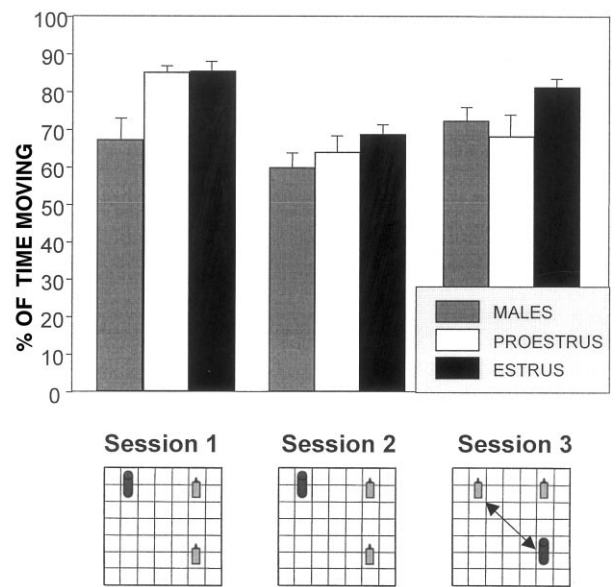 100
90
80
70
60
50
40
30
20
10
0
% OF TIME MOVING
MALES
PROESTRUS
ESTRUS
Session 1 Session 2 Session 3